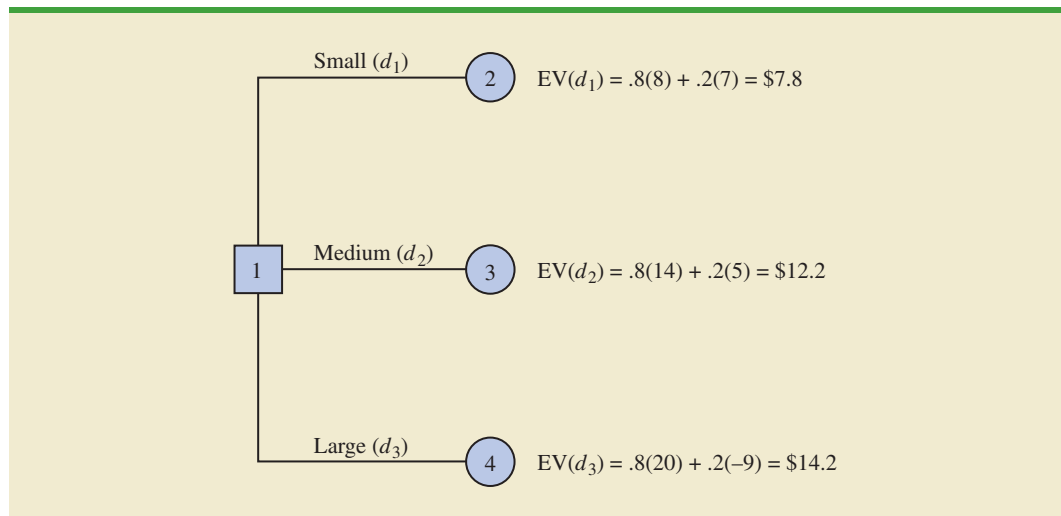 Small (d₁)
2 EV(d₁) = .8(8) + .2(7) = $7.8
1
Medium (d₂)
3 EV(d₂) = .8(14) + .2(5) = $12.2
Large (d₃)
4 EV(d₃) = .8(20) + .2(–9) = $14.2